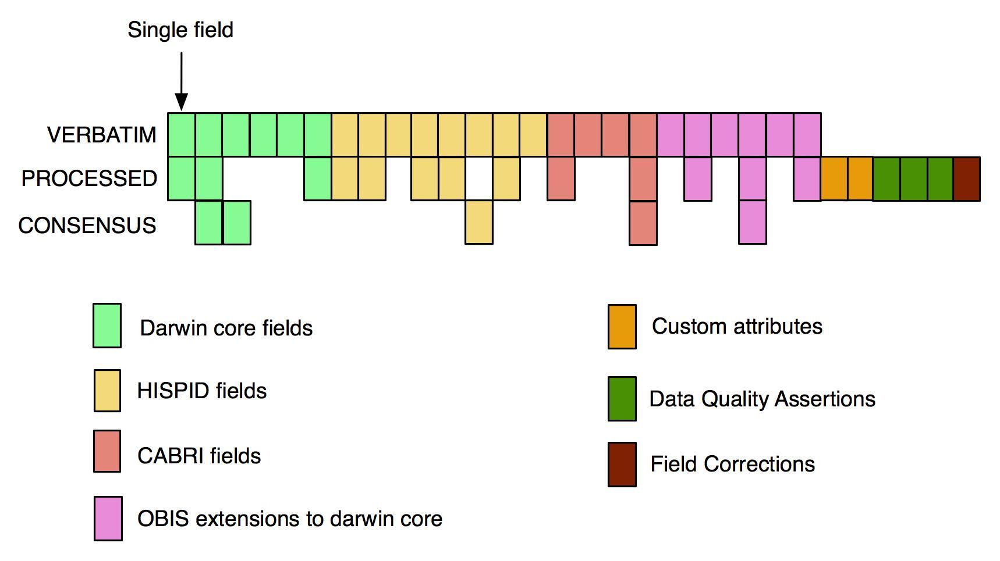 Single field
VERBATIM
PROCESSED
CONSENSUS
Darwin core fields
HISPID fields
CABRI fields
OBIS extensions to darwin core
Custom attributes
Data Quality Assertions
Field Corrections